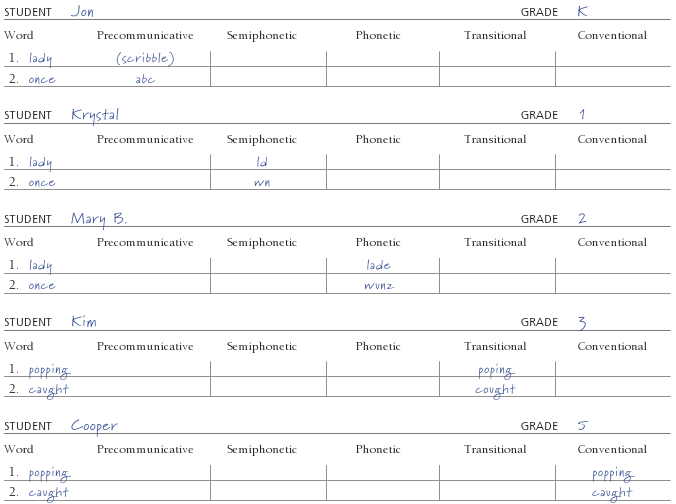 STUDENT Jon GRADE K
Word Precommunicative Semiphonetic Phonetic Transitional Conventional
1. lady (scribble)
2. once abc
STUDENT Krystal GRADE 1
Word Precommunicative Semiphonetic Phonetic Transitional Conventional
1. lady ld
2. once wn
STUDENT Mary B. GRADE 2
Word Precommunicative Semiphonetic Phonetic Transitional Conventional
1. lady lade
2. once wunz
STUDENT Kim GRADE 3
Word Precommunicative Semiphonetic Phonetic Transitional Conventional
1. popping poping
2. caught cought
STUDENT Cooper GRADE 5
Word Precommunicative Semiphonetic Phonetic Transitional Conventional
1. popping popping
2. caught caught